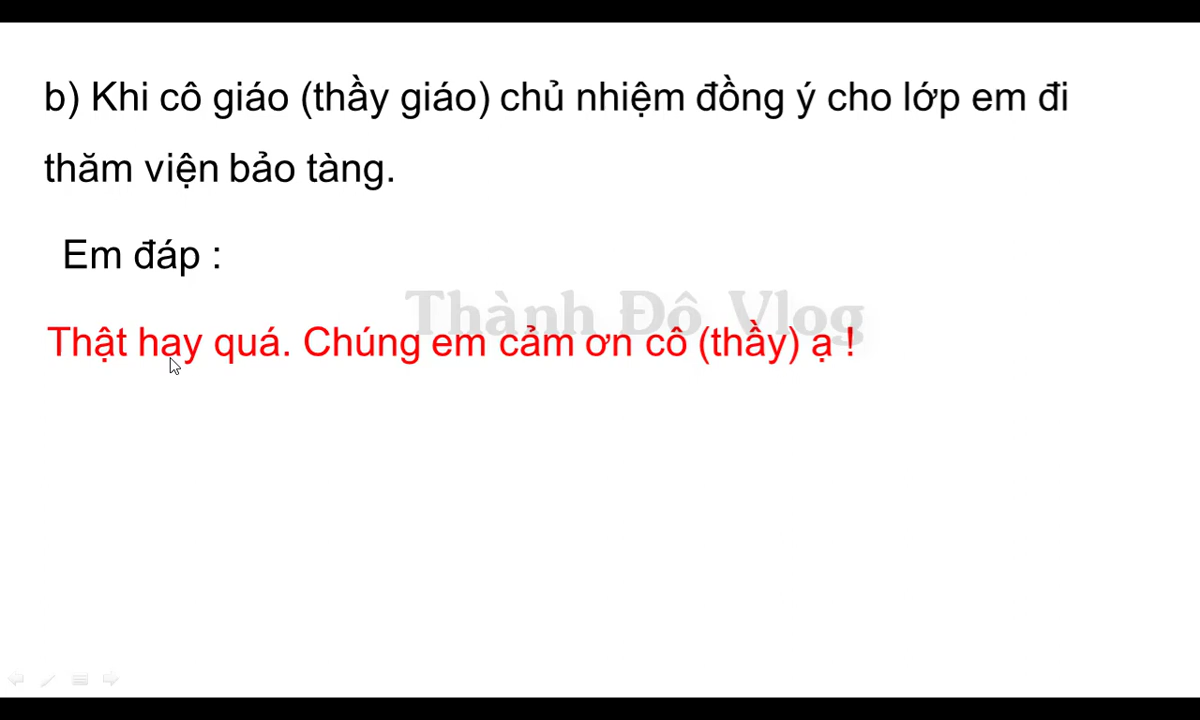 b) Khi cô giáo (thầy giáo) chủ nhiệm đồng ý cho lớp em đi
thăm viện bảo tàng.
Em đáp :
Thành Đô Vlog
Thật hay quá. Chúng em cảm ơn cô (thầy) ạ !